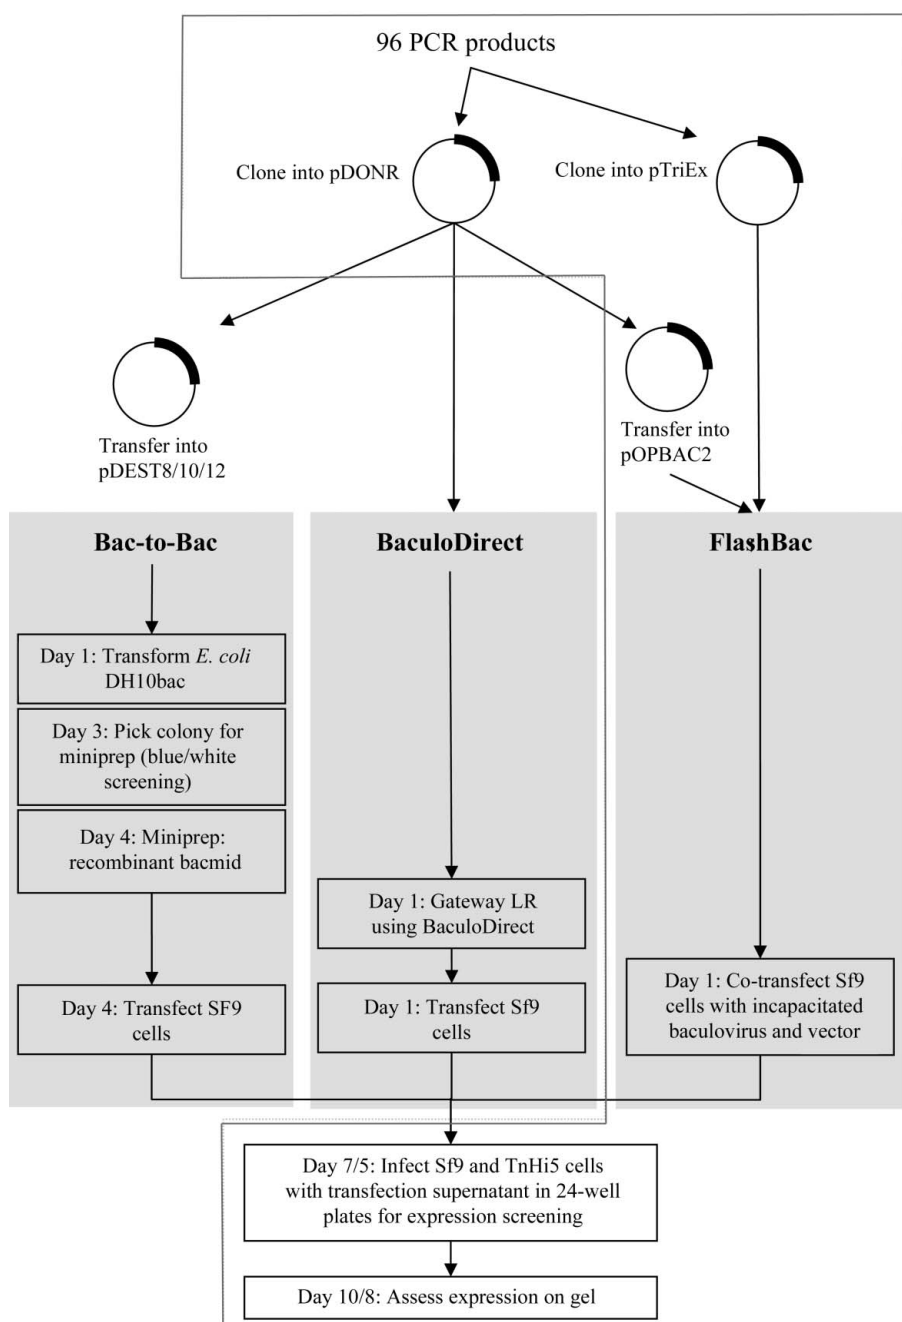 96 PCR products
Clone into pDONR
Clone into pTriEx
Transfer into
pDEST8/10/12
Transfer into
pOPBAC2
Bac-to-Bac
Day 1: Transform E. coli
DH10bac
Day 3: Pick colony for
miniprep (blue/white
screening)
Day 4: Miniprep:
recombinant bacmid
Day 4: Transfect SF9
cells
BaculoDirect
Day 1: Gateway LR
using BaculoDirect
Day 1: Transfect Sf9
cells
FlashBac
Day 1: Co-transfect Sf9
cells with incapacitated
baculovirus and vector
Day 7/5: Infect Sf9 and TnHi5 cells
with transfection supernatant in 24-well
plates for expression screening
Day 10/8: Assess expression on gel